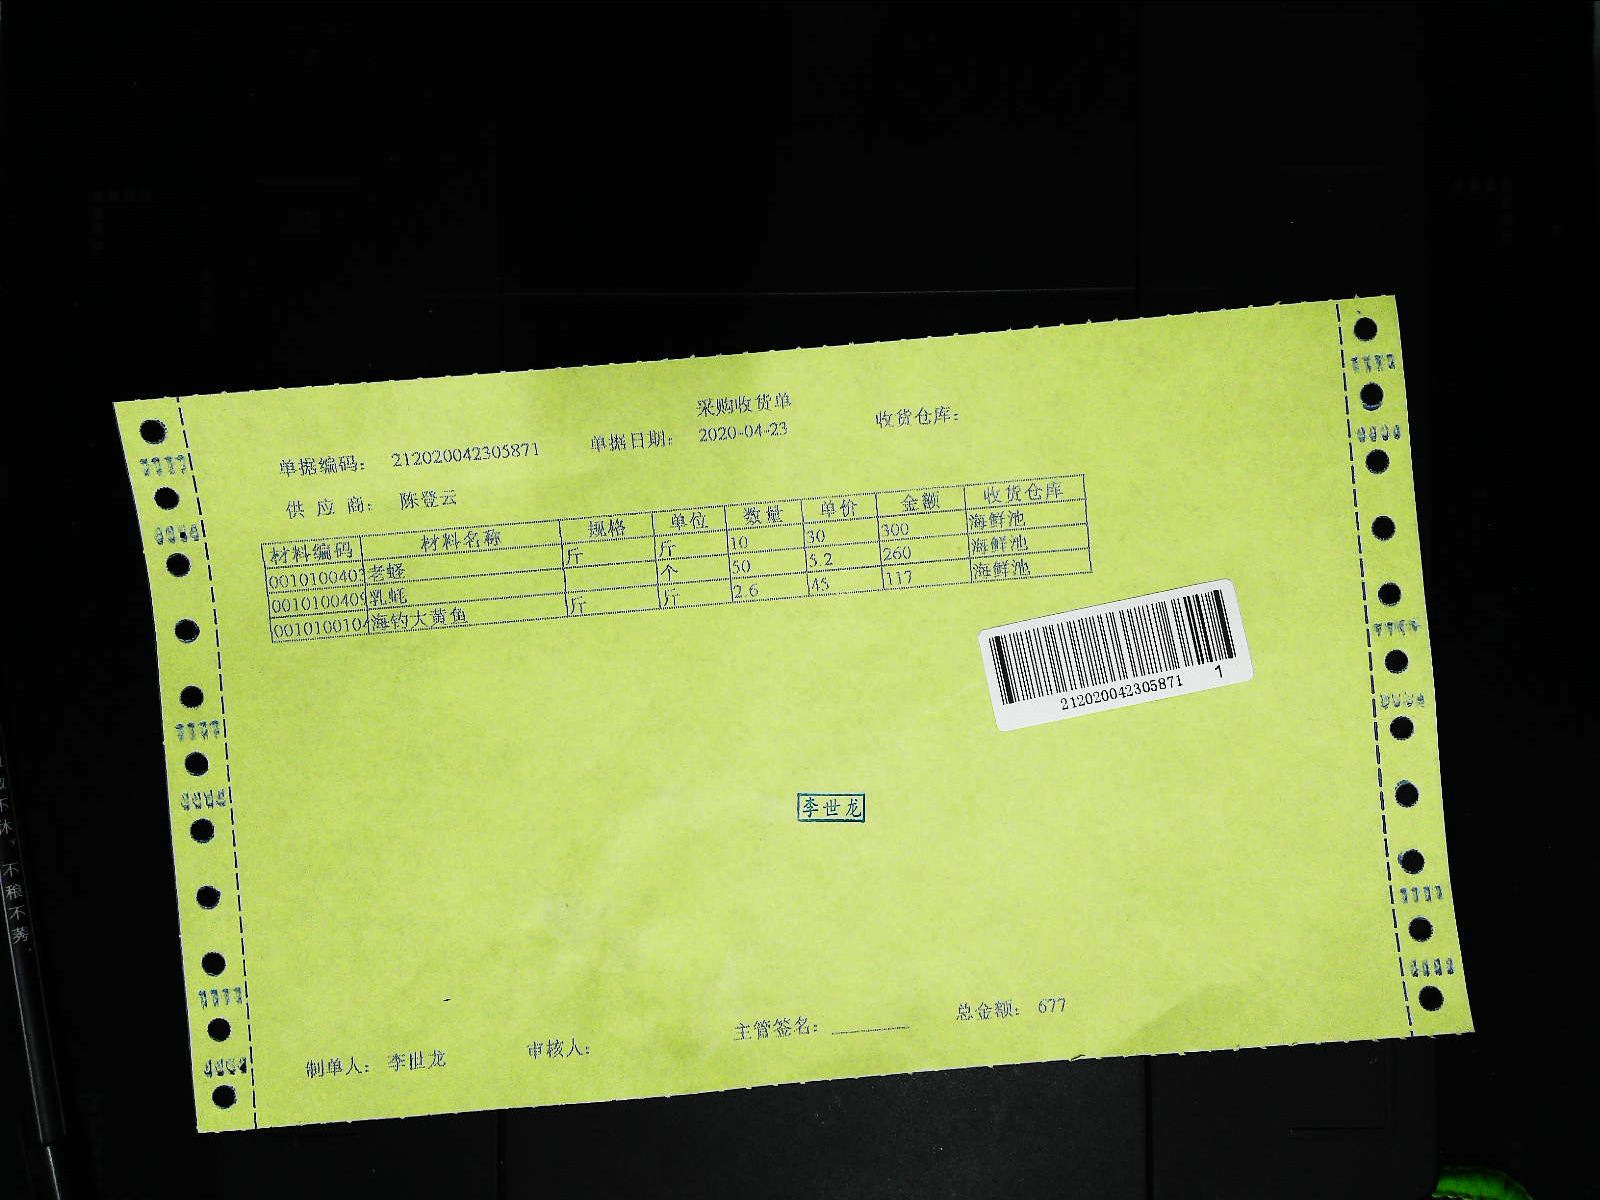 采购收货单
单据编码: 212020042305871 单据日期: 2020-04-23 收货仓库:
供 应 商: 陈登云
材料编码 材料名称 规格 单位 数量 单价 金额 收货仓库
0010100403 老蛏 斤 斤 10 30 300 海鲜池
0010100409 乳蚝 个 50 5.2 260 海鲜池
0010100104 海钓大黄鱼 斤 斤 2.6 45 117 海鲜池
212020042305871 1
李世龙
制单人: 李世龙 审核人: 主管签名: 总金额: 677
不
稂
不
莠